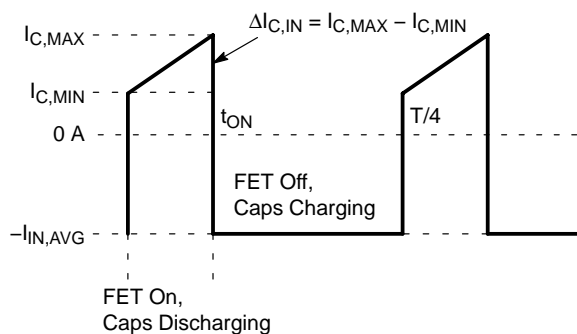 I_C,MAX
ΔI_C,IN = I_C,MAX – I_C,MIN
I_C,MIN
t_ON
T/4
0 A
FET Off,
Caps Charging
–I_IN,AVG
FET On,
Caps Discharging